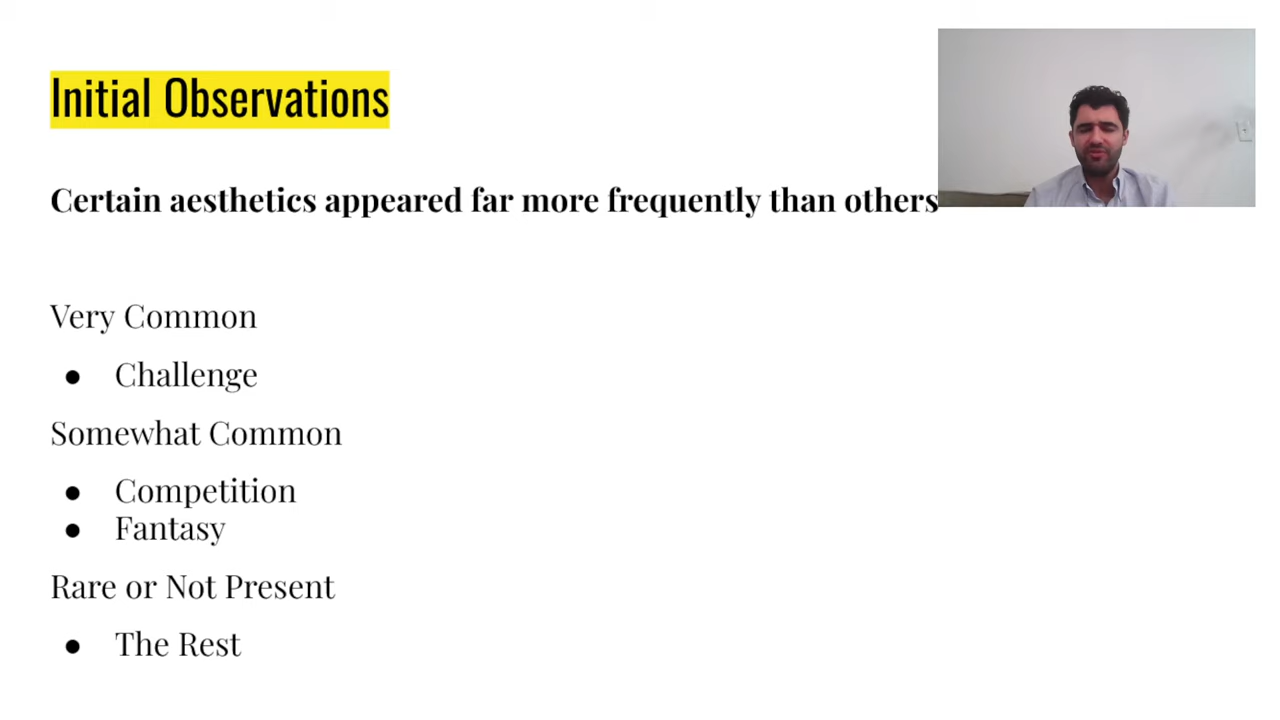 Initial Observations
Certain aesthetics appeared far more frequently than others
Very Common
● Challenge
Somewhat Common
● Competition
● Fantasy
Rare or Not Present
● The Rest